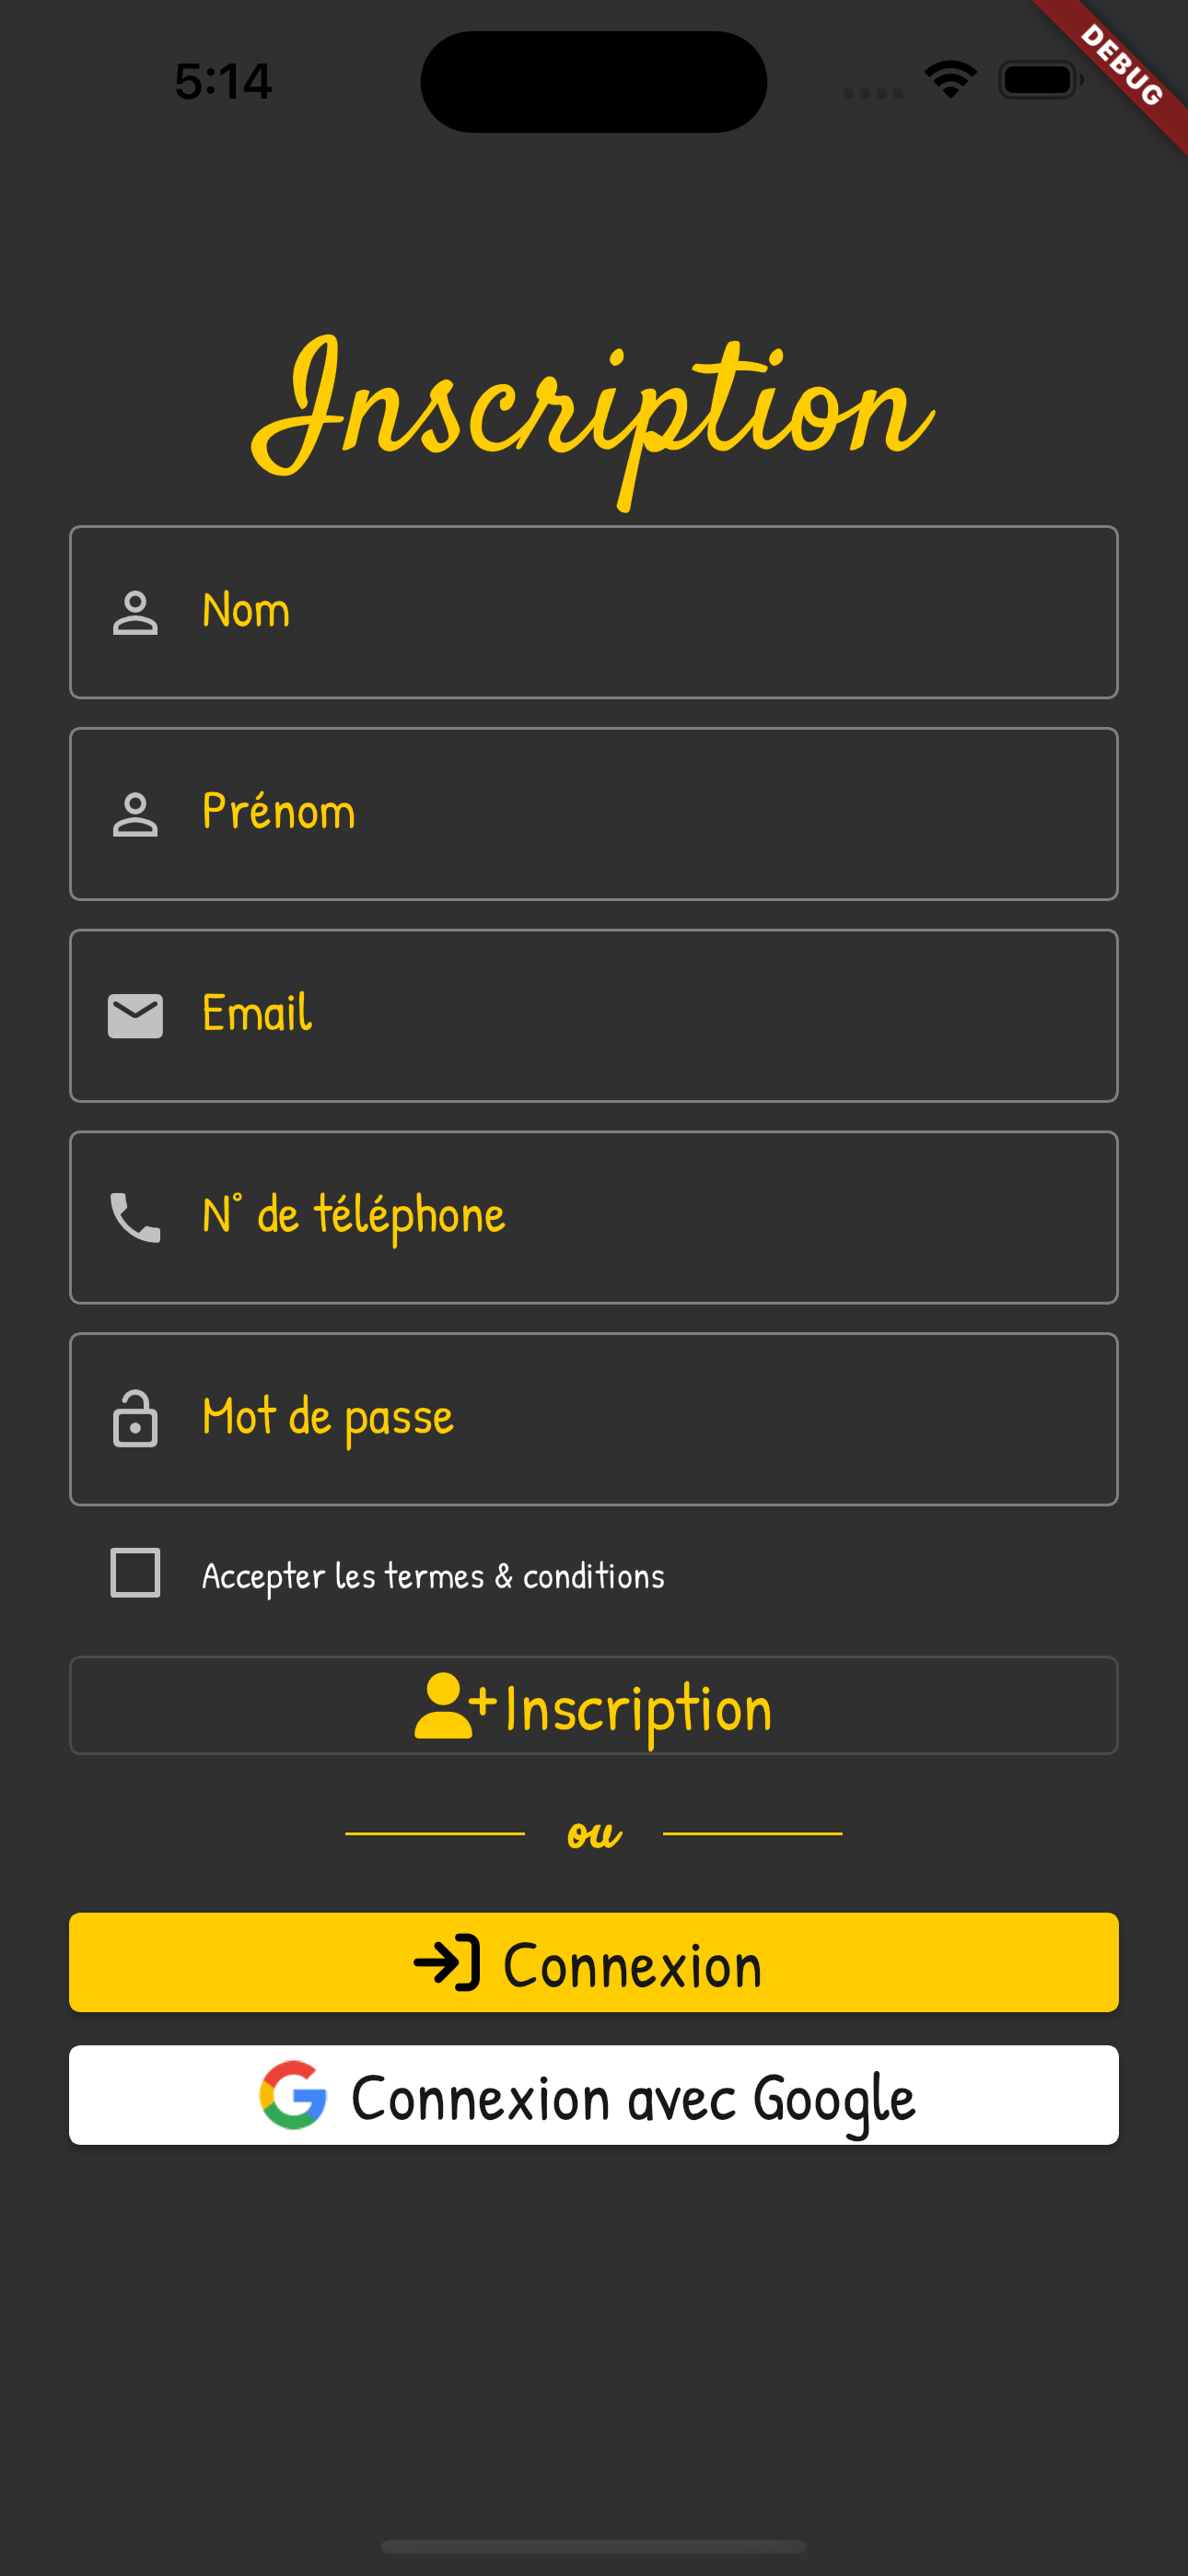 5:14
DEBUG
Inscription
Nom
Prénom
Email
N° de téléphone
Mot de passe
Accepter les termes & conditions
Inscription
ou
Connexion
Connexion avec Google